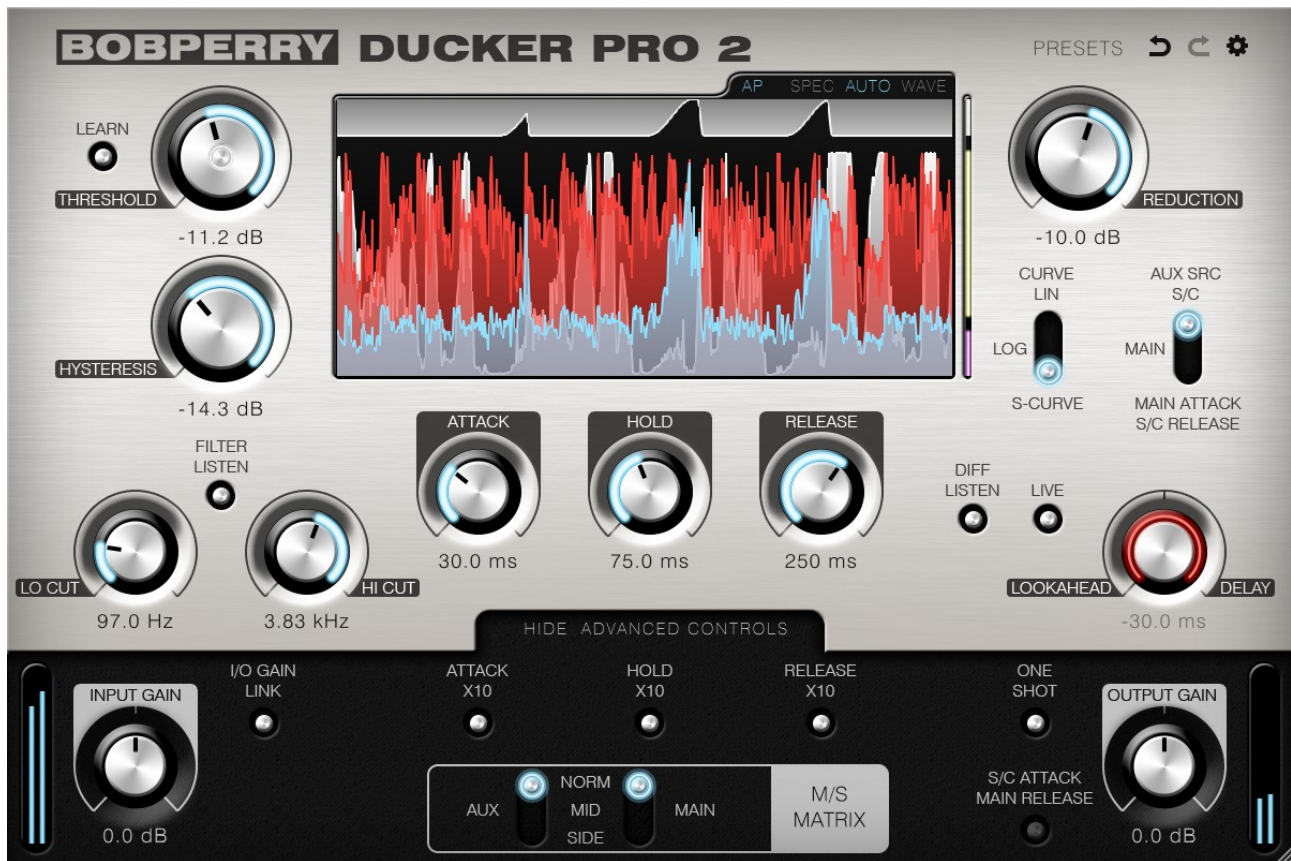 BOBPERRY DUCKER PRO 2
PRESETS
AP SPEC AUTO WAVE
LEARN
THRESHOLD
-11.2 dB
REDUCTION
-10.0 dB
HYSTERESIS
-14.3 dB
CURVE
LIN
LOG
S-CURVE
AUX SRC
S/C
MAIN
MAIN ATTACK
S/C RELEASE
FILTER
LISTEN
LO CUT
97.0 Hz
HI CUT
3.83 kHz
ATTACK
30.0 ms
HOLD
75.0 ms
RELEASE
250 ms
DIFF
LISTEN
LIVE
LOOKAHEAD
DELAY
-30.0 ms
HIDE ADVANCED CONTROLS
INPUT GAIN
0.0 dB
I/O GAIN
LINK
ATTACK
X10
HOLD
X10
RELEASE
X10
ONE
SHOT
AUX
NORM
MID
SIDE
MAIN
M/S
MATRIX
S/C ATTACK
MAIN RELEASE
OUTPUT GAIN
0.0 dB